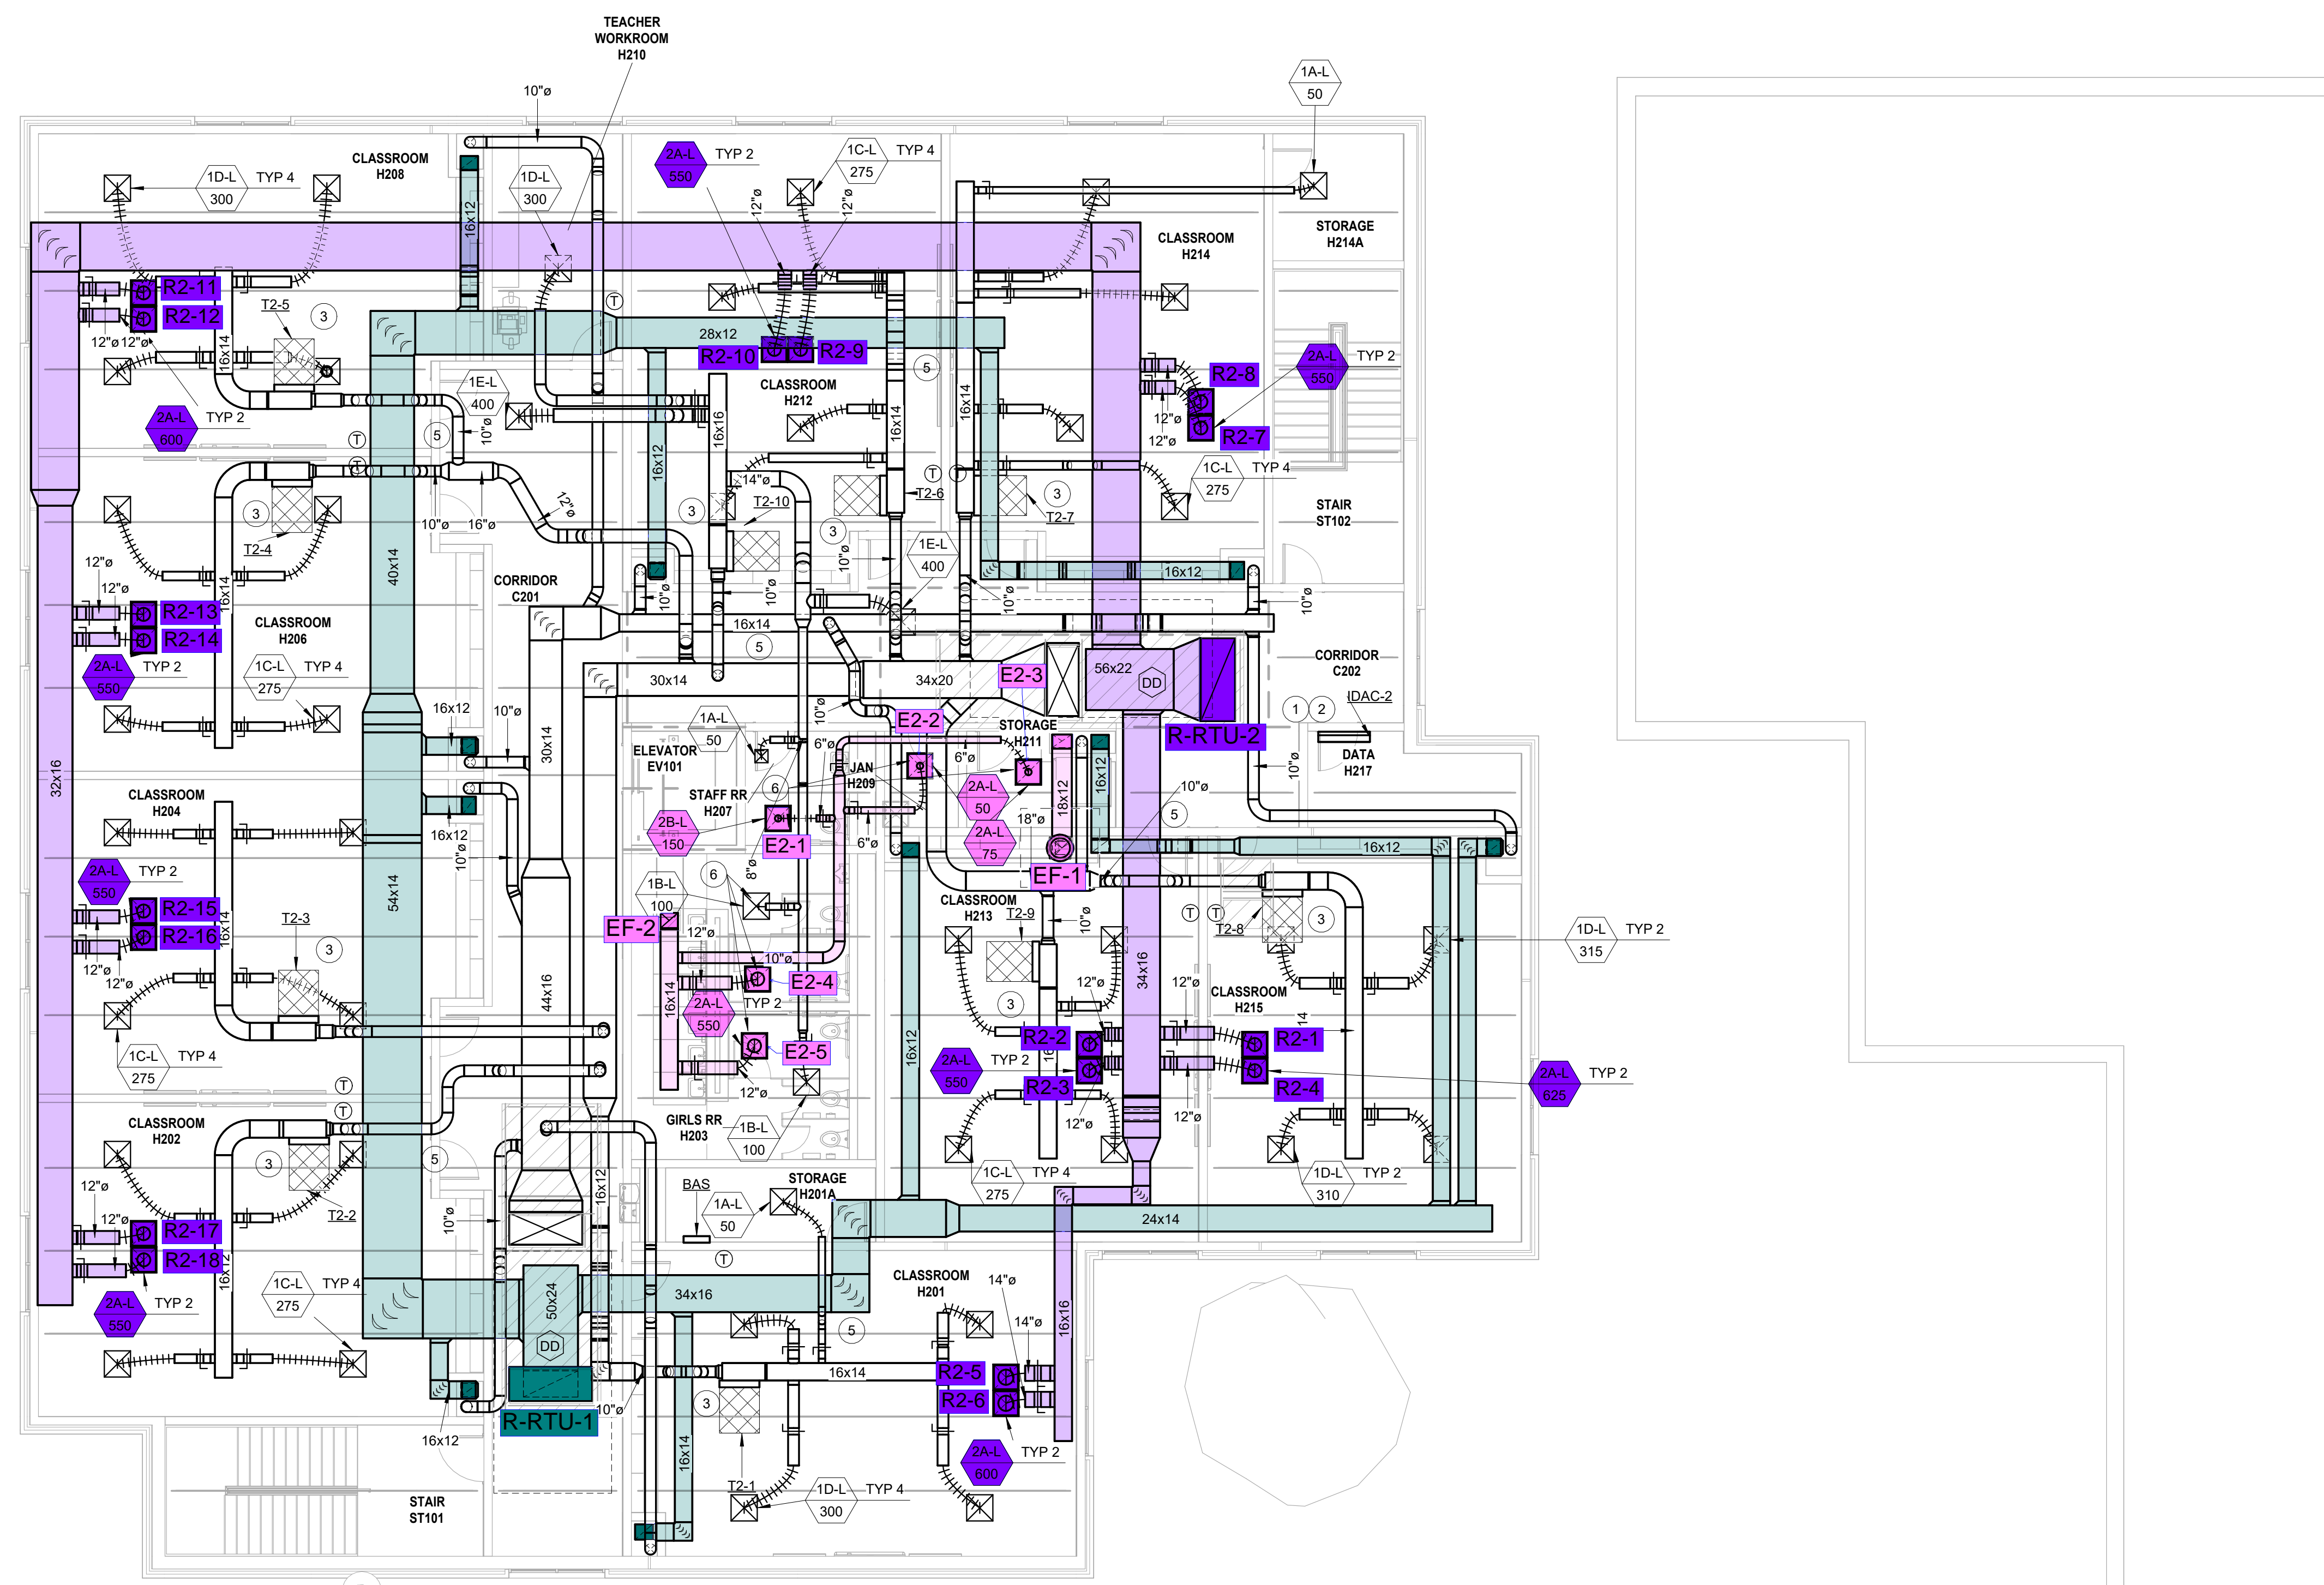 TEACHER
WORKROOM
H210
1A-L
50
10"ø
CLASSROOM
H208
1D-L TYP 4
300
1D-L
300
2A-L TYP 2
550
1C-L TYP 4
275
12"ø
12"ø
16x12
CLASSROOM
H214
STORAGE
H214A
R2-11
R2-12
T2-5
3
12"ø 12"ø
16x14
T
28x12
R2-10
R2-9
5
CLASSROOM
H212
R2-8
2A-L TYP 2
550
R2-7
12"ø
12"ø
1E-L
400
2A-L TYP 2
600
T
5
10"ø
16x16
16x14
16x14
16x12
T
T
T
1C-L TYP 4
275
14"ø
T2-10
T2-6
T2-7
3
3
3
3
T2-4
10"ø
16"ø
12"ø
STAIR
ST102
40x14
12"ø
12"ø
16x14
CORRIDOR
C201
10"ø
10"ø
10"ø
1E-L
400
10"ø
16x12
10"ø
R2-13
R2-14
CLASSROOM
H206
2A-L TYP 2
550
1C-L TYP 4
275
16x14
5
30x14
34x20
E2-3
56x22
DD
CORRIDOR
C202
IDAC-2
1
2
R-RTU-2
DATA
H217
32x16
16x12
10"ø
30x14
1A-L
50
ELEVATOR
EV101
10"ø
6"ø
E2-2
STORAGE
H211
6"ø
JAN
H209
6
STAFF RR
H207
2A-L
50
18x12
16x12
10"ø
10"ø
5
CLASSROOM
H204
16x12
10"ø
2B-L
150
E2-1
6"ø
2A-L
75
18"ø
EF-1
16x12
8"ø
6
2A-L TYP 2
550
R2-15
R2-16
16x14
T2-3
3
54x14
12"ø
12"ø
1B-L
100
EF-2
12"ø
10"ø
CLASSROOM
H213
T2-9
10"ø
T
T
T2-8
3
1D-L TYP 2
315
44x16
16x14
E2-4
2A-L TYP 2
550
E2-5
12"ø
16x12
3
12"ø
12"ø
34x16
CLASSROOM
H215
R2-2
R2-1
R2-3
R2-4
2A-L TYP 2
550
12"ø
12"ø
2A-L TYP 2
625
1C-L TYP 4
275
T
T
CLASSROOM
H202
3
5
T2-2
GIRLS RR
H203
1B-L
100
1C-L TYP 4
275
1D-L TYP 2
310
12"ø
12"ø
R2-17
R2-18
16x12
10"ø
16x12
BAS
1A-L
50
STORAGE
H201A
24x14
T
2A-L TYP 2
550
1C-L TYP 4
275
50x24
DD
34x16
CLASSROOM
H201
14"ø
14"ø
16x16
5
16x14
R2-5
R2-6
R-RTU-1
10"ø
3
16x12
16x14
2A-L TYP 2
600
T2-1
1D-L TYP 4
300
STAIR
ST101